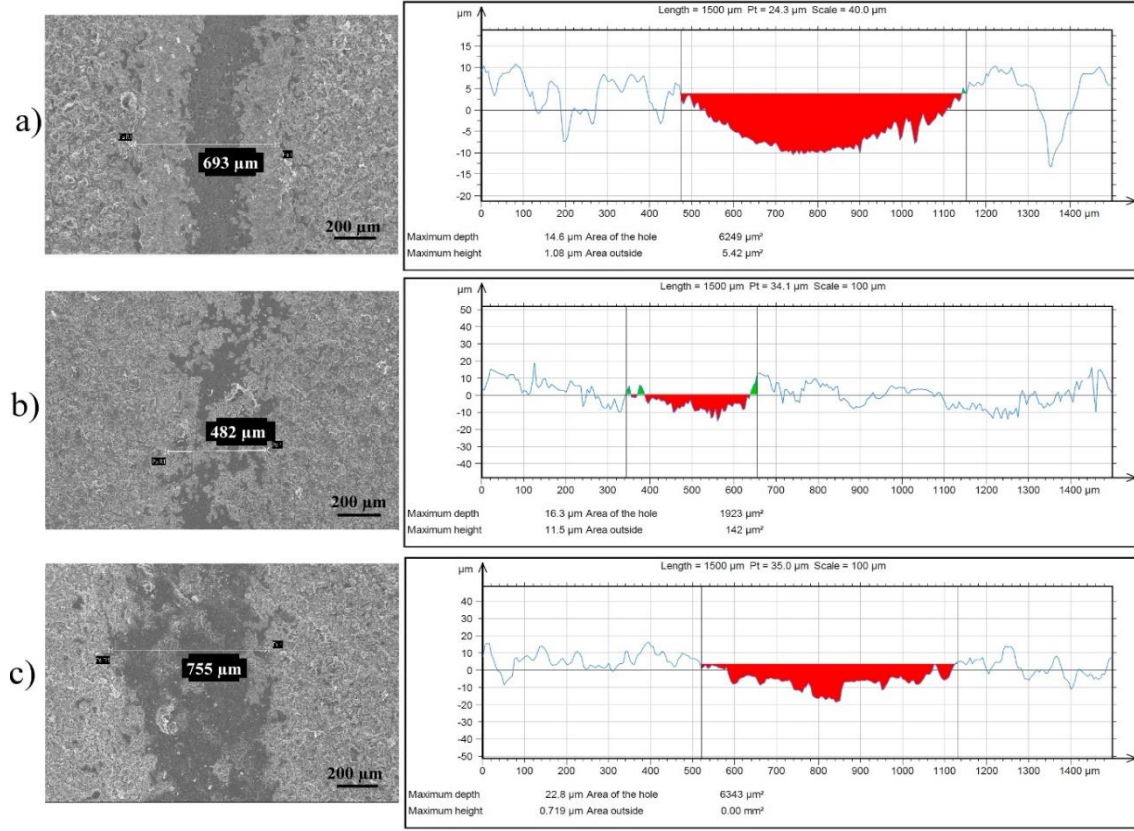 a)
693 µm
200 µm
Length = 1500 µm Pt = 24.3 µm Scale = 40.0 µm
µm
15
10
5
0
-5
-10
-15
-20
0 100 200 300 400 500 600 700 800 900 1000 1100 1200 1300 1400 µm
Maximum depth 14.6 µm Area of the hole 6249 µm²
Maximum height 1.08 µm Area outside 5.42 µm²
b)
482 µm
200 µm
Length = 1500 µm Pt = 34.1 µm Scale = 100 µm
µm
50
40
30
20
10
0
-10
-20
-30
-40
0 100 200 300 400 500 600 700 800 900 1000 1100 1200 1300 1400 µm
Maximum depth 16.3 µm Area of the hole 1923 µm²
Maximum height 11.5 µm Area outside 142 µm²
c)
755 µm
200 µm
Length = 1500 µm Pt = 35.0 µm Scale = 100 µm
µm
40
30
20
10
0
-10
-20
-30
-40
-50
0 100 200 300 400 500 600 700 800 900 1000 1100 1200 1300 1400 µm
Maximum depth 22.8 µm Area of the hole 6343 µm²
Maximum height 0.719 µm Area outside 0.00 mm²